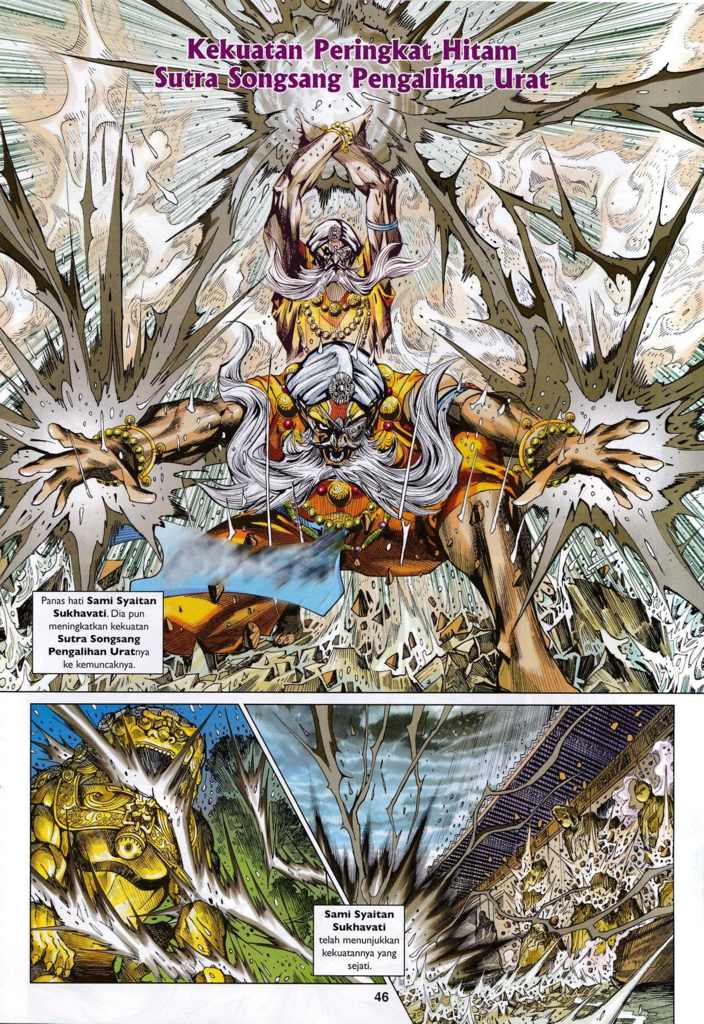 Kekuatan Peringkat Hitam
Sutra Songsang Pengalihan Urat
Panas hati Sami Syaitan
Sukhavati. Dia pun
meningkatkan kekuatan
Sutra Songsang
Pengalihan Uratnya
ke kemuncaknya.
Sami Syaitan
Sukhavati
telah menunjukkan
kekuatannya yang
sejati.
46